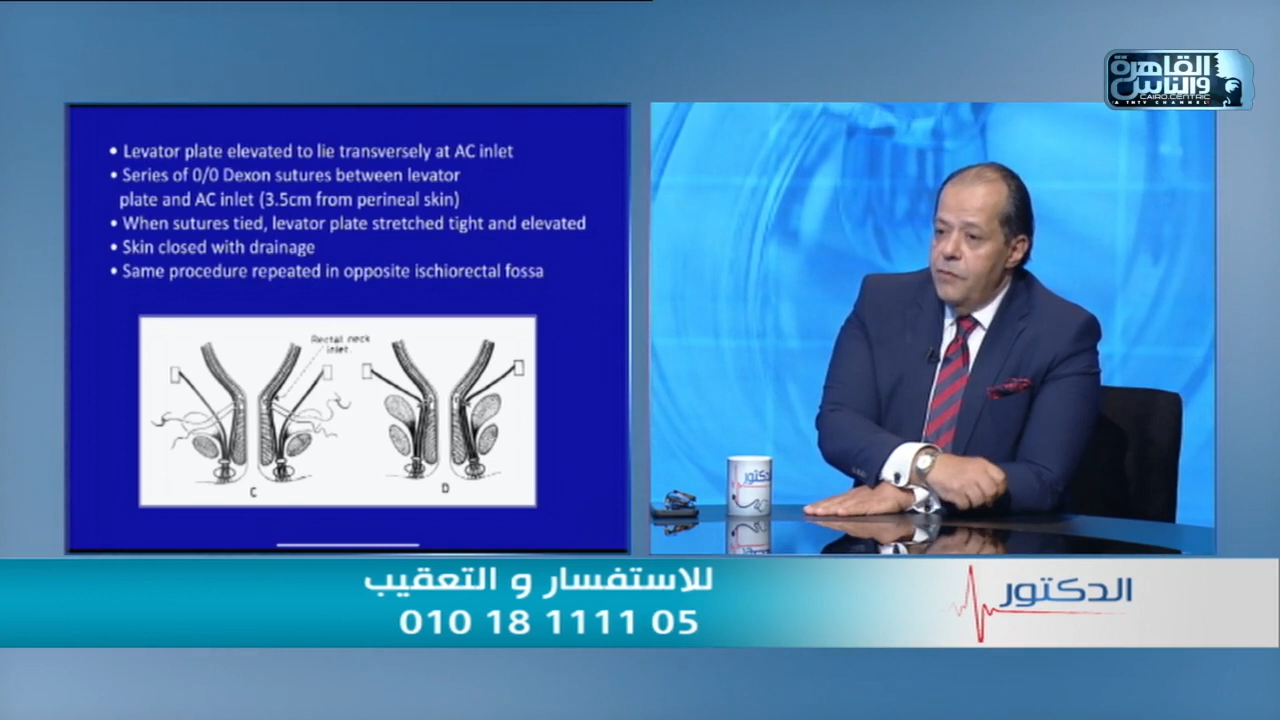 القاهرة
والناس
CAIRO.CENTRIC
A TNTV CHANNEL
• Levator plate elevated to lie transversely at AC inlet
• Series of 0/0 Dexon sutures between levator
plate and AC inlet (3.5cm from perineal skin)
• When sutures tied, levator plate stretched tight and elevated
• Skin closed with drainage
• Same procedure repeated in opposite ischiorectal fossa
Rectal neck
inlet.
C
D
الدكتور
للاستفسار و التعقيب
010 18 1111 05
الدكتور